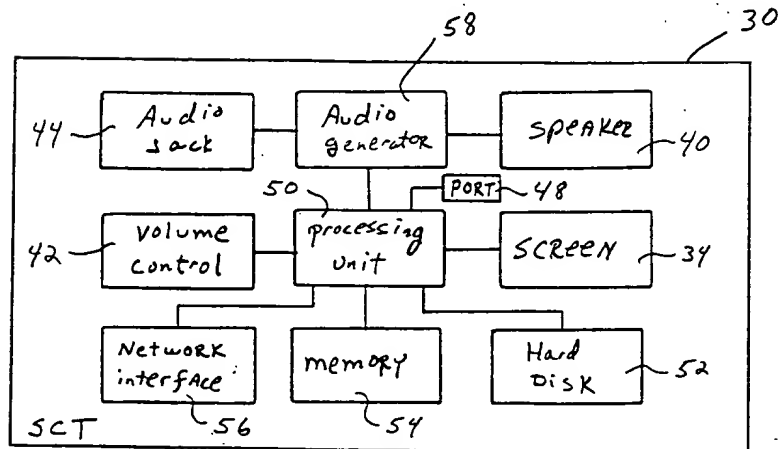 58
30
Audio
Jack
Audio
generator
SPEAKER
44
40
50
PORT
48
42
volume
control
processing
unit
SCREEN
34
Network
interface
memory
Hard
Disk
52
SCT
56
54